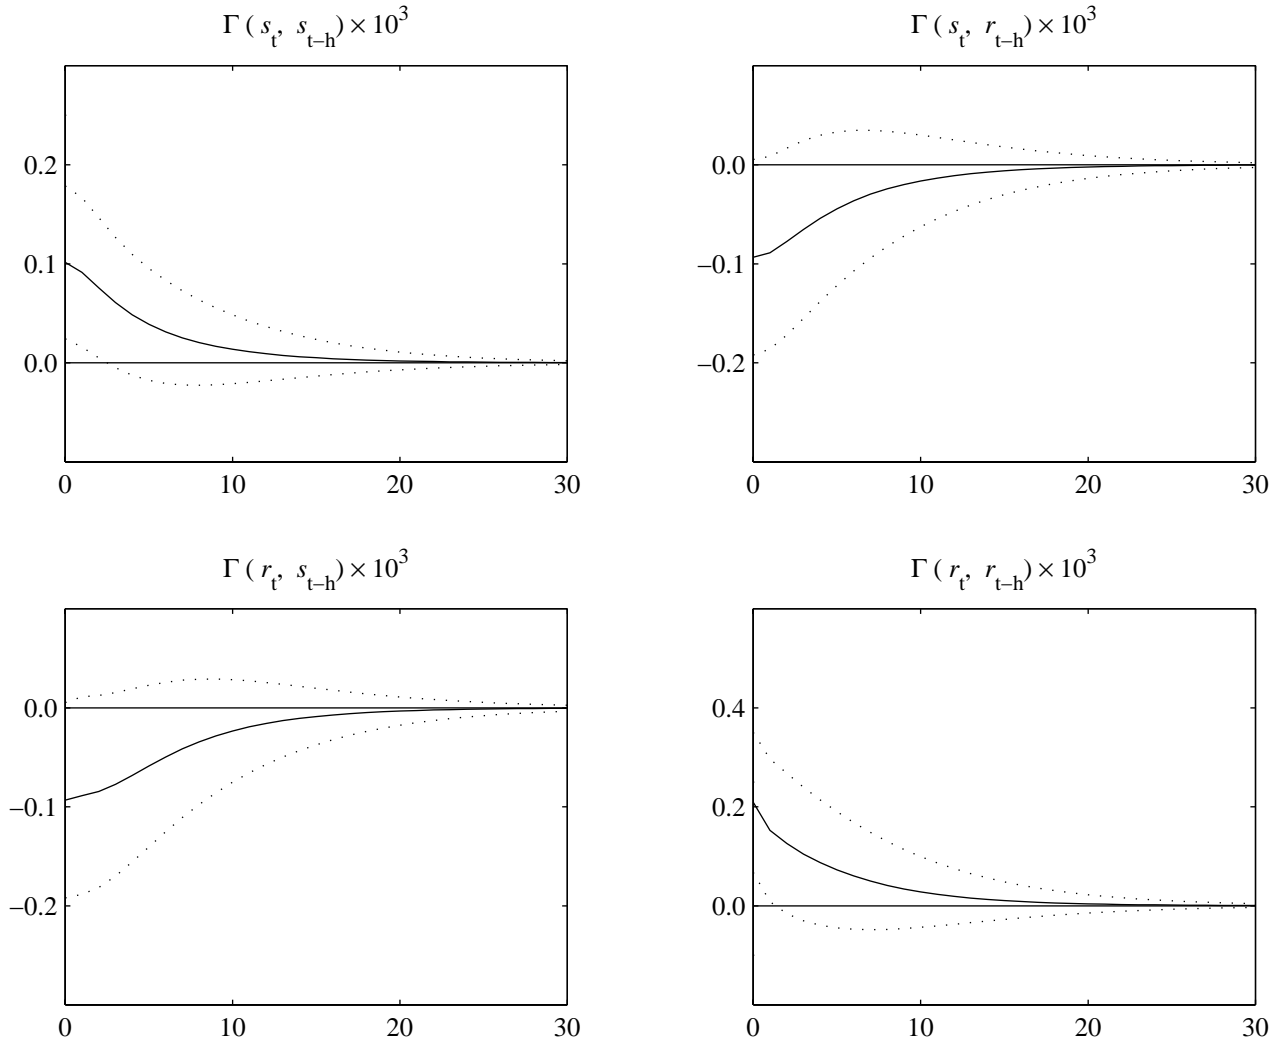 Γ ( s_t, s_{t–h}) × 10^3
0.2
0.1
0.0
0 10 20 30
Γ ( s_t, r_{t–h}) × 10^3
0.0
–0.1
–0.2
0 10 20 30
Γ ( r_t, s_{t–h}) × 10^3
0.0
–0.1
–0.2
0 10 20 30
Γ ( r_t, r_{t–h}) × 10^3
0.4
0.2
0.0
0 10 20 30